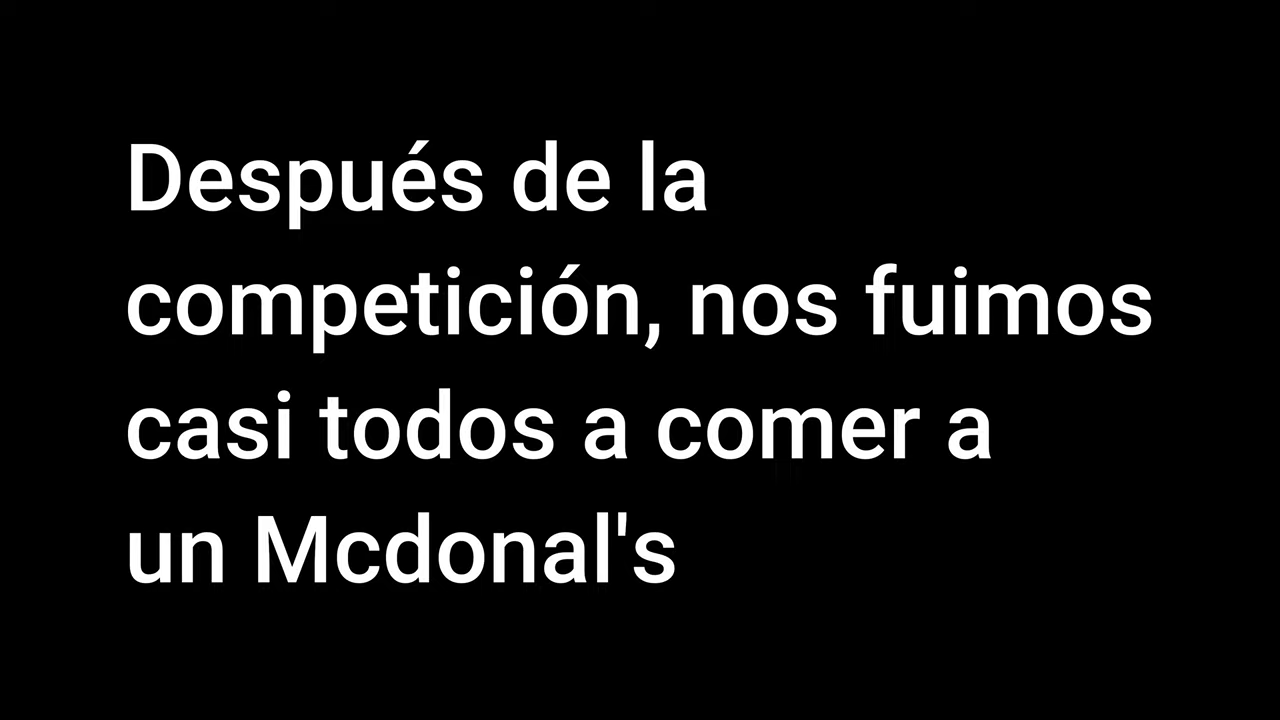 Después de la
competición, nos fuimos
casi todos a comer a
un Mcdonal's